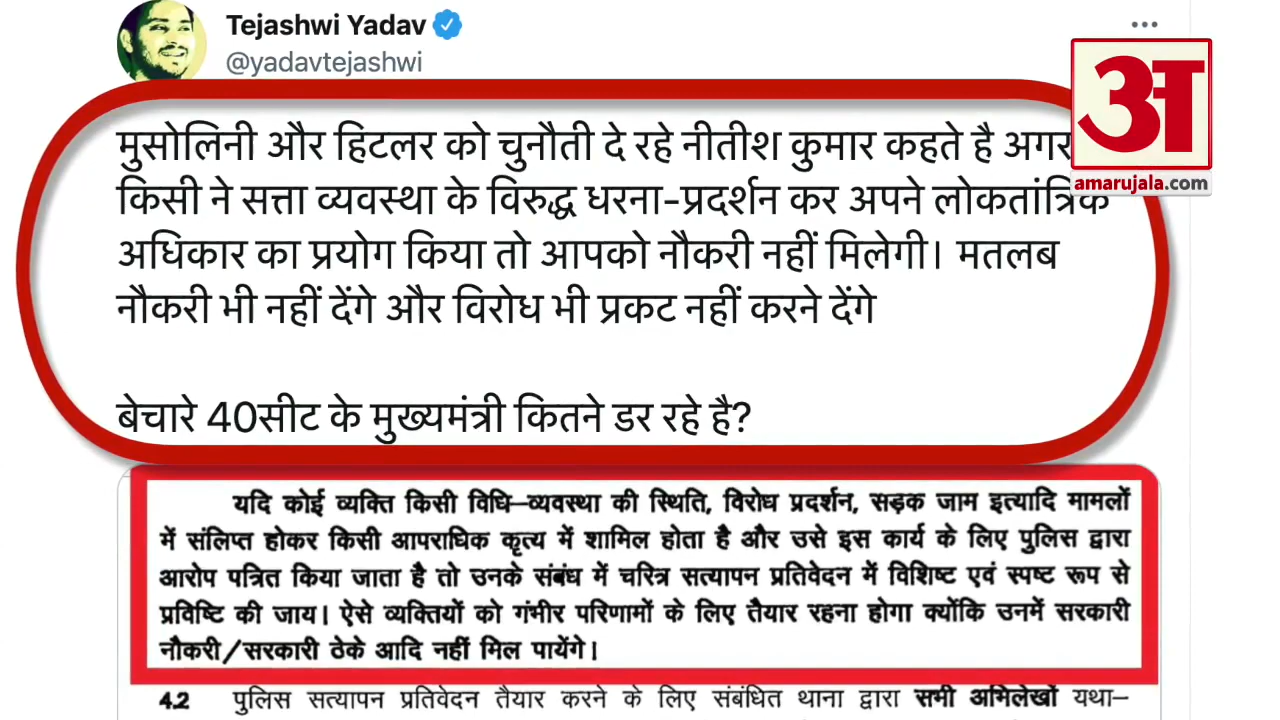 Tejashwi Yadav
@yadavtejashwi
अ
amarujala.com
मुसोलिनी और हिटलर को चुनौती दे रहे नीतीश कुमार कहते है अगर
किसी ने सत्ता व्यवस्था के विरुद्ध धरना-प्रदर्शन कर अपने लोकतांत्रिक
अधिकार का प्रयोग किया तो आपको नौकरी नहीं मिलेगी। मतलब
नौकरी भी नहीं देंगे और विरोध भी प्रकट नहीं करने देंगे
बेचारे 40सीट के मुख्यमंत्री कितने डर रहे है?
यदि कोई व्यक्ति किसी विधि-व्यवस्था की स्थिति, विरोध प्रदर्शन, सड़क जाम इत्यादि मामलों
में संलिप्त होकर किसी आपराधिक कृत्य में शामिल होता है और उसे इस कार्य के लिए पुलिस द्वारा
आरोप पत्रित किया जाता है तो उनके संबंध में चरित्र सत्यापन प्रतिवेदन में विशिष्ट एवं स्पष्ट रूप से
प्रविष्टि की जाय। ऐसे व्यक्तियों को गंभीर परिणामों के लिए तैयार रहना होगा क्योंकि उनमें सरकारी
नौकरी/सरकारी ठेके आदि नहीं मिल पायेंगे।
4.2 पुलिस सत्यापन प्रतिवेदन तैयार करने के लिए संबंधित थाना द्वारा सभी अभिलेखों यथा-